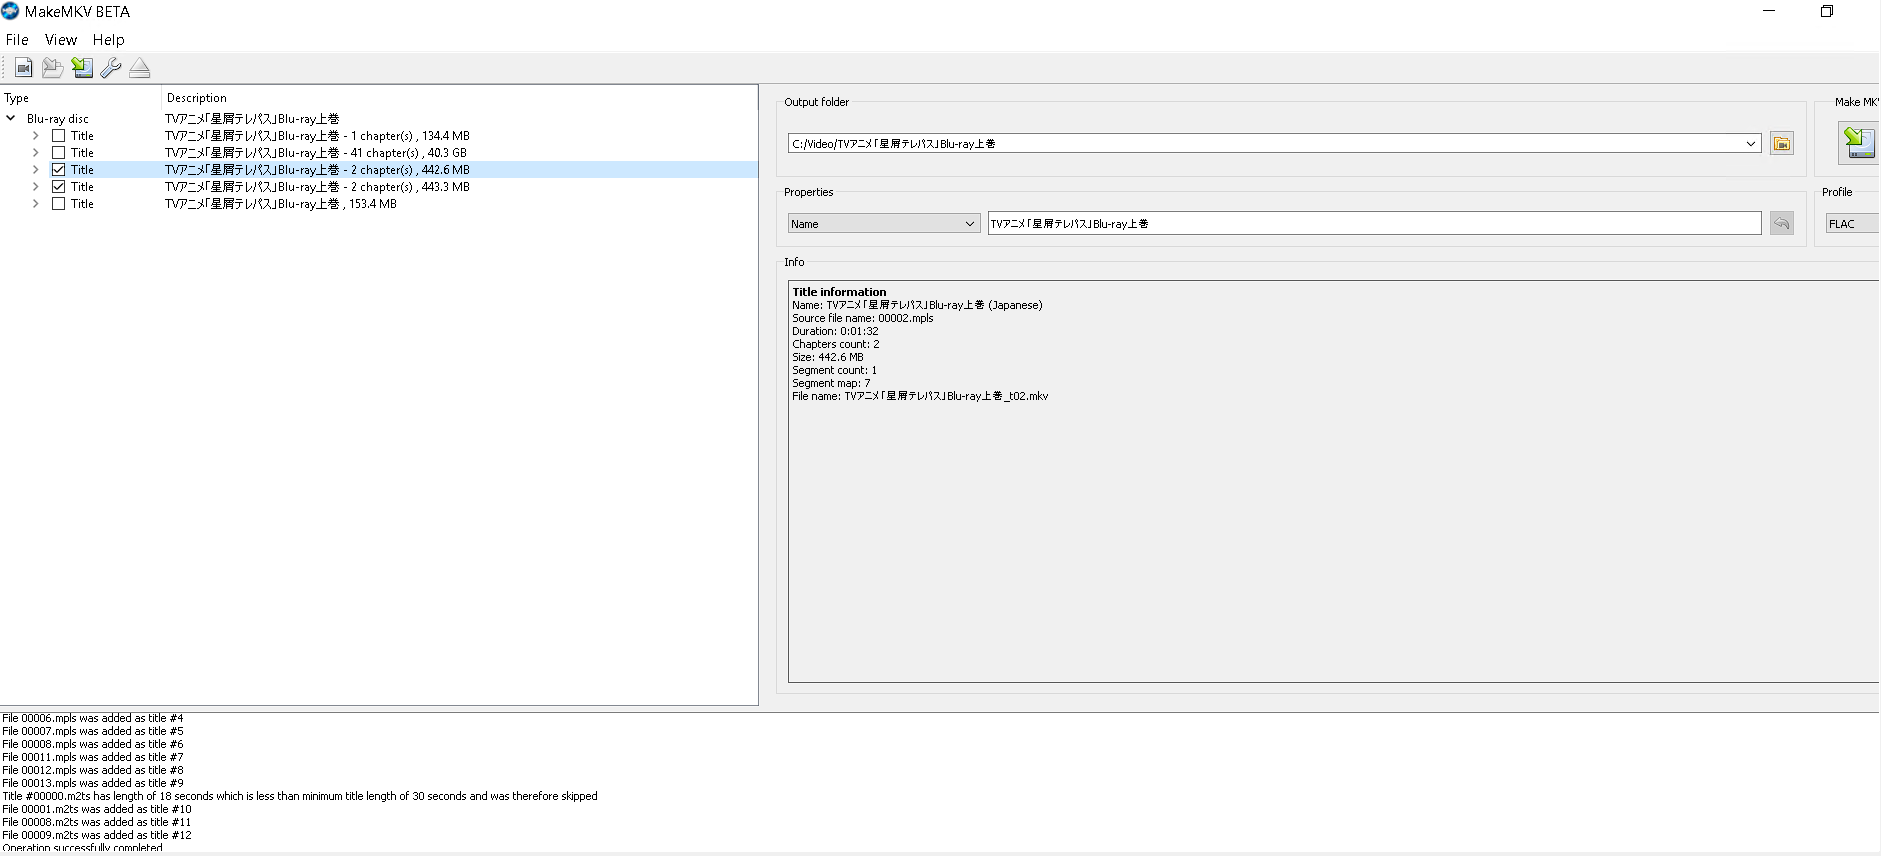 MakeMKV BETA
File View Help
Type Description
Blu-ray disc TVアニメ「星屑テレパス」Blu-ray上巻
Title TVアニメ「星屑テレパス」Blu-ray上巻 - 1 chapter(s) , 134.4 MB
Title TVアニメ「星屑テレパス」Blu-ray上巻 - 41 chapter(s) , 40.3 GB
Title TVアニメ「星屑テレパス」Blu-ray上巻 - 2 chapter(s) , 442.6 MB
Title TVアニメ「星屑テレパス」Blu-ray上巻 - 2 chapter(s) , 443.3 MB
Title TVアニメ「星屑テレパス」Blu-ray上巻 , 153.4 MB
Output folder
Make MK
C:/Video/TVアニメ「星屑テレパス」Blu-ray上巻
Properties
Profile
Name
TVアニメ「星屑テレパス」Blu-ray上巻
FLAC
Info
Title information
Name: TVアニメ「星屑テレパス」Blu-ray上巻 (Japanese)
Source file name: 00002.mpls
Duration: 0:01:32
Chapters count: 2
Size: 442.6 MB
Segment count: 1
Segment map: 7
File name: TVアニメ「星屑テレパス」Blu-ray上巻_t02.mkv
File 00006.mpls was added as title #4
File 00007.mpls was added as title #5
File 00008.mpls was added as title #6
File 00011.mpls was added as title #7
File 00012.mpls was added as title #8
File 00013.mpls was added as title #9
Title #00000.m2ts has length of 18 seconds which is less than minimum title length of 30 seconds and was therefore skipped
File 00001.m2ts was added as title #10
File 00008.m2ts was added as title #11
File 00009.m2ts was added as title #12
Operation successfully completed